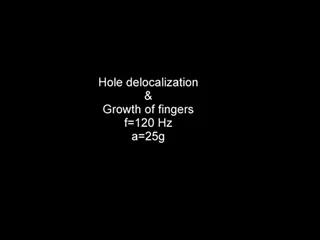 Hole delocalization
&
Growth of fingers
f=120 Hz
a=25g